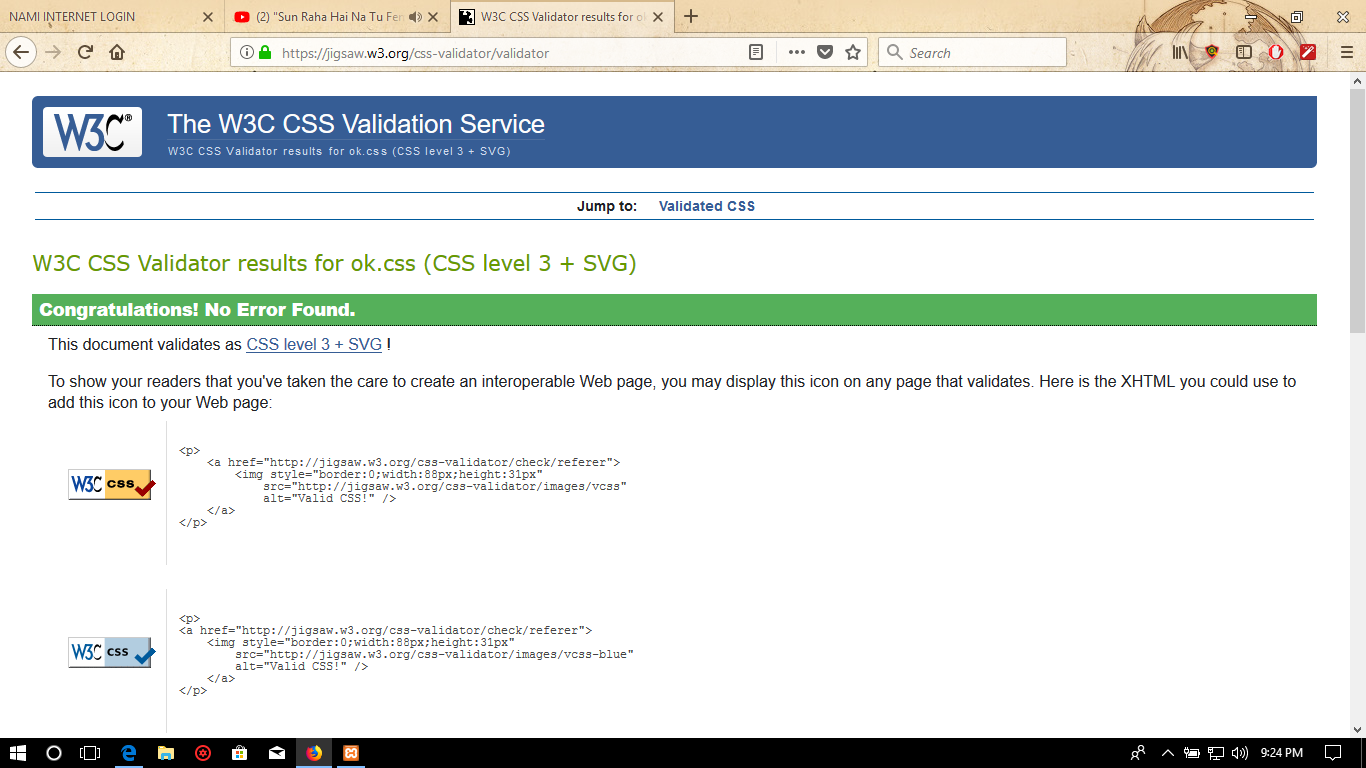 NAMI INTERNET LOGIN
(2) "Sun Raha Hai Na Tu Fem
W3C CSS Validator results for ok
https://jigsaw.w3.org/css-validator/validator
Search
W3C®
The W3C CSS Validation Service
W3C CSS Validator results for ok.css (CSS level 3 + SVG)
Jump to: Validated CSS
W3C CSS Validator results for ok.css (CSS level 3 + SVG)
Congratulations! No Error Found.
This document validates as CSS level 3 + SVG !
To show your readers that you've taken the care to create an interoperable Web page, you may display this icon on any page that validates. Here is the XHTML you could use to
add this icon to your Web page:
W3C css
<p>
<a href="http://jigsaw.w3.org/css-validator/check/referer">
<img style="border:0;width:88px;height:31px"
src="http://jigsaw.w3.org/css-validator/images/vcss"
alt="Valid CSS!" />
</a>
</p>
W3C css
<p>
<a href="http://jigsaw.w3.org/css-validator/check/referer">
<img style="border:0;width:88px;height:31px"
src="http://jigsaw.w3.org/css-validator/images/vcss-blue"
alt="Valid CSS!" />
</a>
</p>
9:24 PM